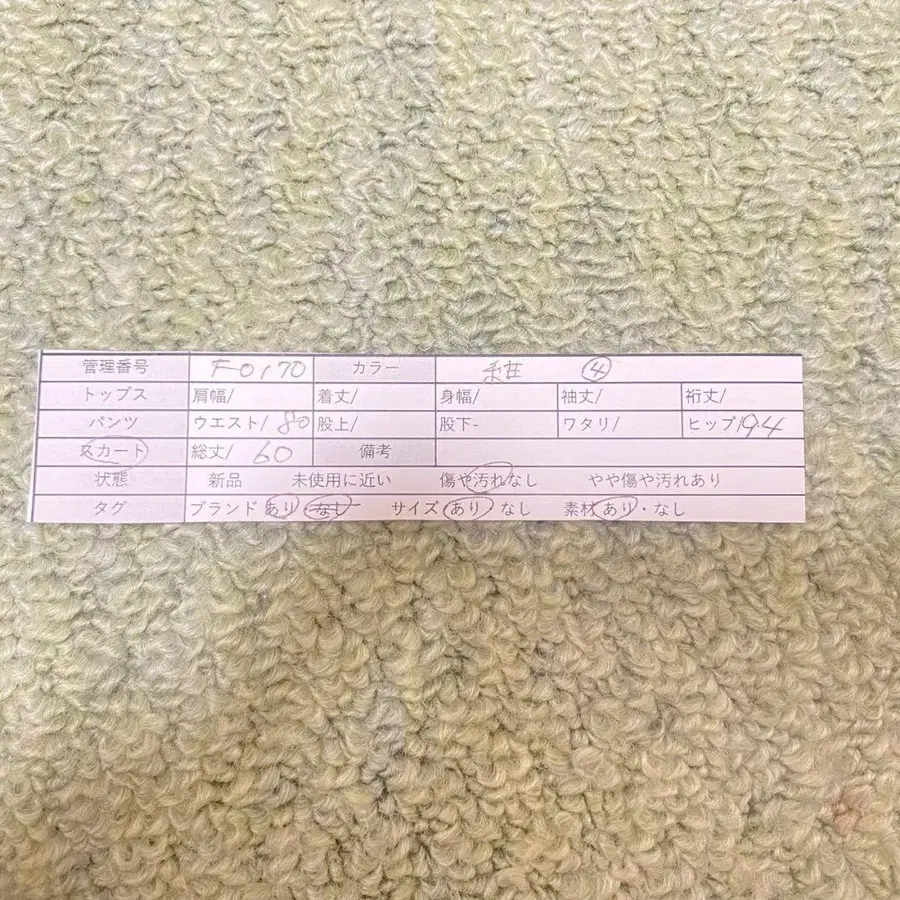 管理番号 F0170 カラー 紺 ④
トップス 肩幅/ 着丈/ 身幅/ 袖丈/ 裄丈/
パンツ ウエスト/ 80 股上/ 股下- ワタリ/ ヒップ/94
スカート 総丈/ 60 備考
状態 新品 未使用に近い 傷や汚れなし やや傷や汚れあり
タグ ブランド あり・なし サイズ あり・なし 素材 あり・なし